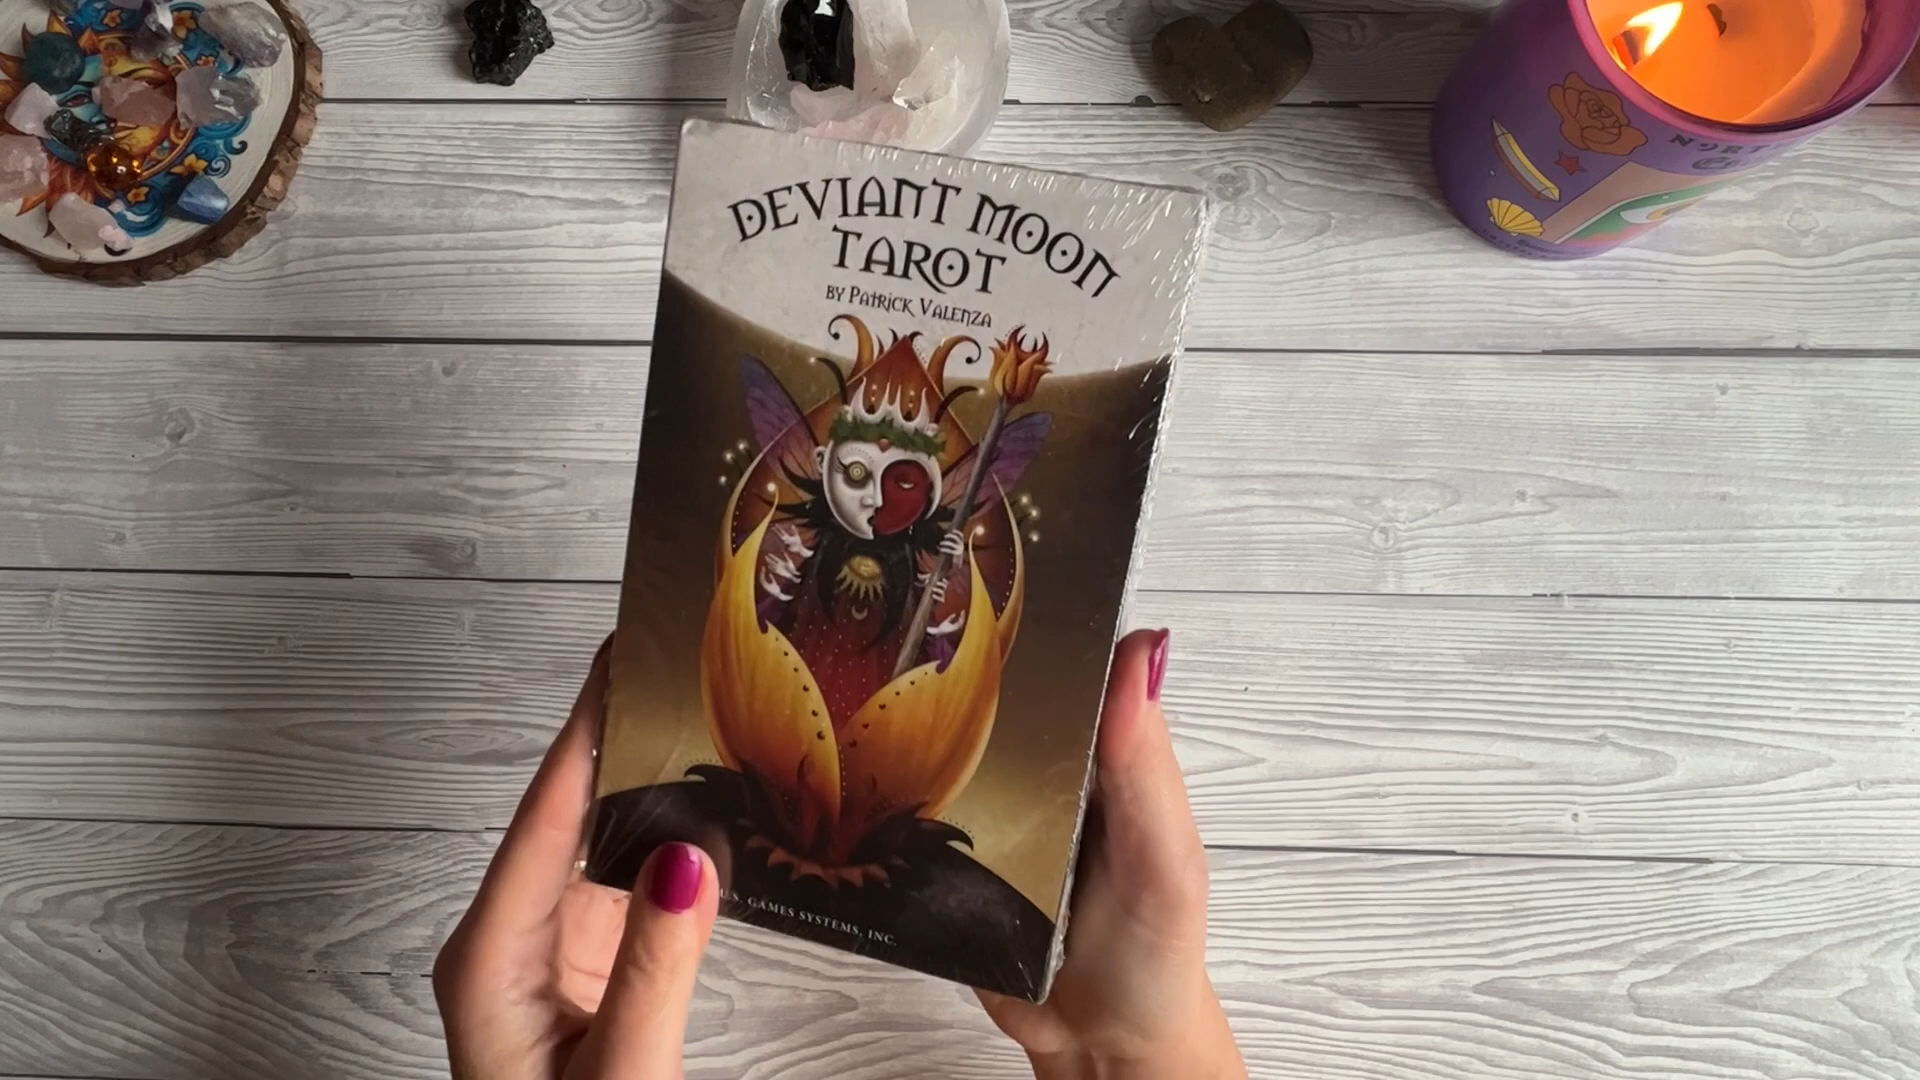 DEVIANT MOON
TAROT
BY PATRICK VALENZA
U.S. GAMES SYSTEMS, INC.